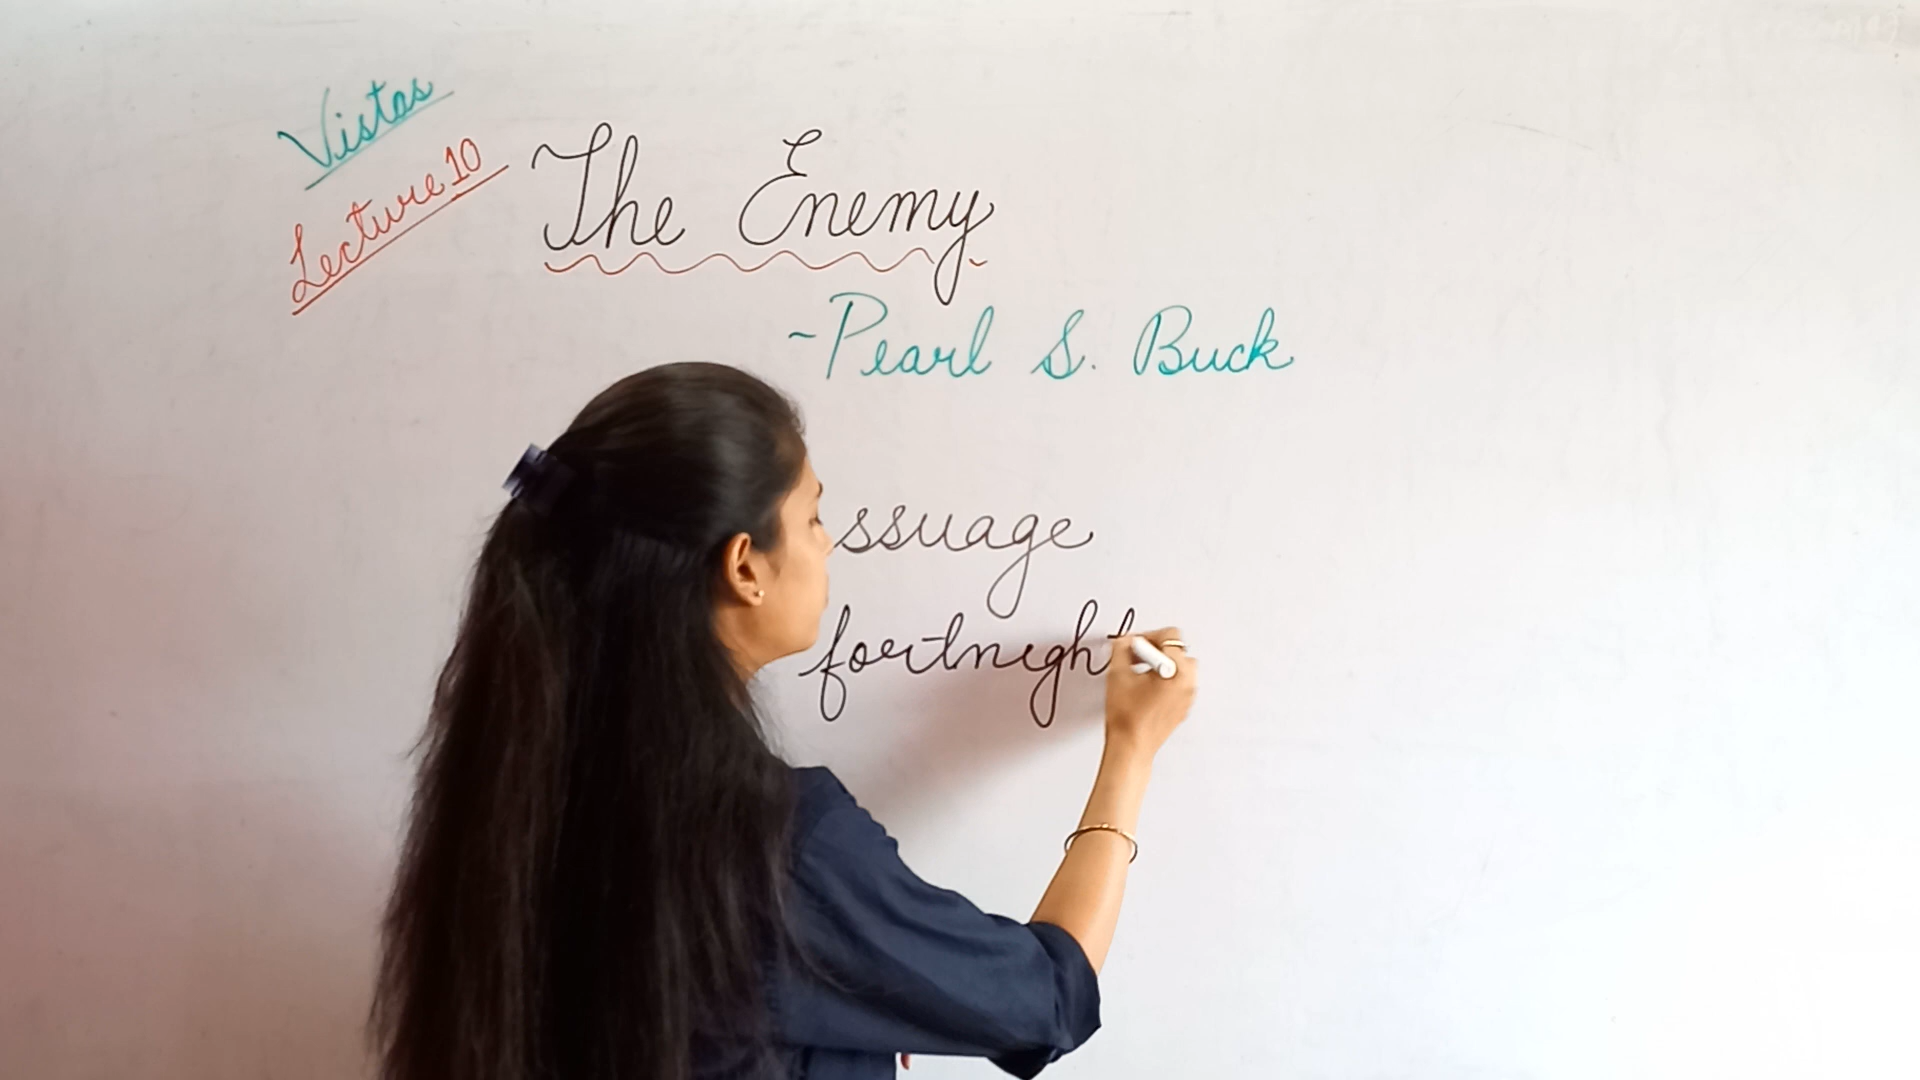 Vistas
Lecture 10
The Enemy
~Pearl S. Buck
ssuage
fortnight